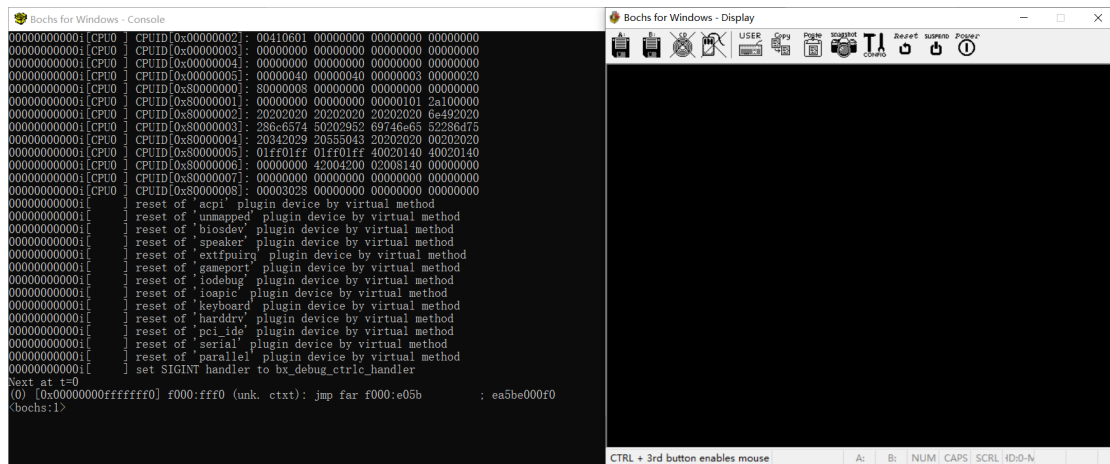 Bochs for Windows - Console
00000000000i[CPU0 ] CPUID[0x00000002]: 00410601 00000000 00000000 00000000
00000000000i[CPU0 ] CPUID[0x00000003]: 00000000 00000000 00000000 00000000
00000000000i[CPU0 ] CPUID[0x00000004]: 00000000 00000000 00000000 00000000
00000000000i[CPU0 ] CPUID[0x00000005]: 00000040 00000040 00000003 00000020
00000000000i[CPU0 ] CPUID[0x80000000]: 80000008 00000000 00000000 00000000
00000000000i[CPU0 ] CPUID[0x80000001]: 00000000 00000000 00000101 2a100000
00000000000i[CPU0 ] CPUID[0x80000002]: 20202020 20202020 20202020 6e492020
00000000000i[CPU0 ] CPUID[0x80000003]: 286c6574 50202952 69746e65 52286d75
00000000000i[CPU0 ] CPUID[0x80000004]: 20342029 20555043 20202020 00202020
00000000000i[CPU0 ] CPUID[0x80000005]: 01ff01ff 01ff01ff 40020140 40020140
00000000000i[CPU0 ] CPUID[0x80000006]: 00000000 42004200 02008140 00000000
00000000000i[CPU0 ] CPUID[0x80000007]: 00000000 00000000 00000000 00000000
00000000000i[CPU0 ] CPUID[0x80000008]: 00003028 00000000 00000000 00000000
00000000000i[     ] reset of 'acpi' plugin device by virtual method
00000000000i[     ] reset of 'unmapped' plugin device by virtual method
00000000000i[     ] reset of 'biosdev' plugin device by virtual method
00000000000i[     ] reset of 'speaker' plugin device by virtual method
00000000000i[     ] reset of 'extfpuirq' plugin device by virtual method
00000000000i[     ] reset of 'gameport' plugin device by virtual method
00000000000i[     ] reset of 'iodebug' plugin device by virtual method
00000000000i[     ] reset of 'ioapic' plugin device by virtual method
00000000000i[     ] reset of 'keyboard' plugin device by virtual method
00000000000i[     ] reset of 'harddrv' plugin device by virtual method
00000000000i[     ] reset of 'pci_ide' plugin device by virtual method
00000000000i[     ] reset of 'serial' plugin device by virtual method
00000000000i[     ] reset of 'parallel' plugin device by virtual method
00000000000i[     ] set SIGINT handler to bx_debug_ctrlc_handler
Next at t=0
(0) [0x00000000fffffff0] f000:fff0 (unk. ctxt): jmp far f000:e05b          ; ea5be000f0
<bochs:1>
Bochs for Windows - Display
A: B: CD USER Copy Paste snapshot CONFIG Reset SUSPEND Power
CTRL + 3rd button enables mouse A: B: NUM CAPS SCRL